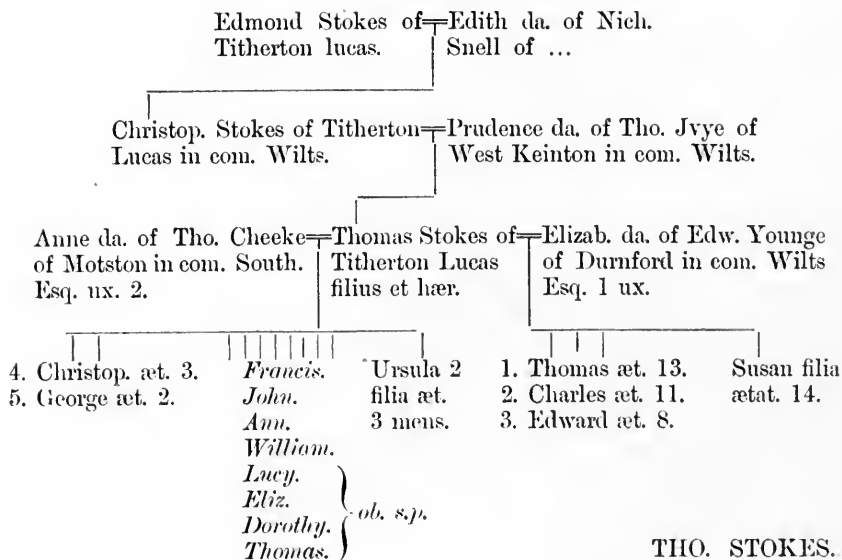 Edmond Stokes of Titherton lucas.
Edith da. of Nich. Snell of ...
Christop. Stokes of Titherton Lucas in com. Wilts.
Prudence da. of Tho. Jvye of West Keinton in com. Wilts.
Anne da. of Tho. Cheeke of Motston in com. South. Esq. ux. 2.
Thomas Stokes of Titherton Lucas filius et hær.
Elizab. da. of Edw. Younge of Durnford in com. Wilts Esq. 1 ux.
4. Christop. æt. 3.
5. George æt. 2.
Francis.
John.
Ann.
William.
Lucy.
Eliz.
Dorothy.
Thomas.
ob. s.p.
Ursula 2 filia æt. 3 mens.
1. Thomas æt. 13.
2. Charles æt. 11.
3. Edward æt. 8.
Susan filia ætat. 14.
THO. STOKES.